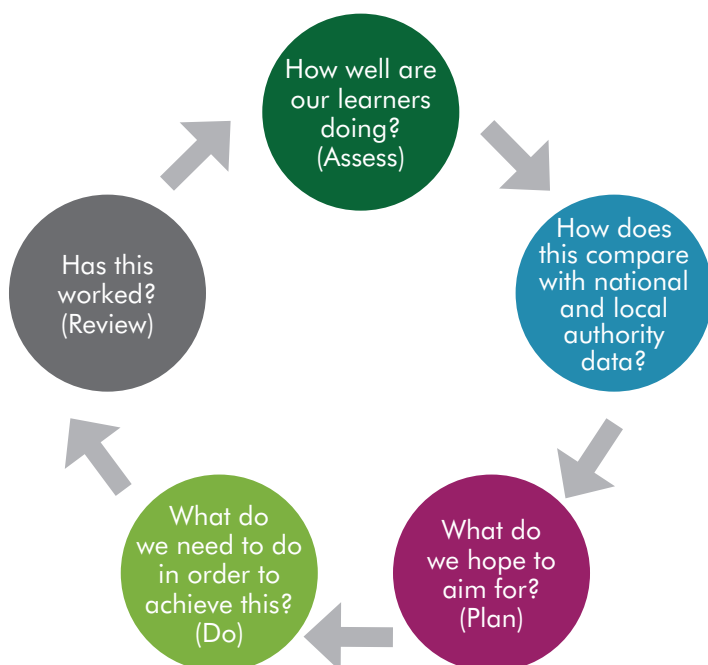 How well are
our learners
doing?
(Assess)
How does
this compare
with national
and local
authority
data?
What do
we hope to
aim for?
(Plan)
What do
we need to do
in order to
achieve this?
(Do)
Has this
worked?
(Review)